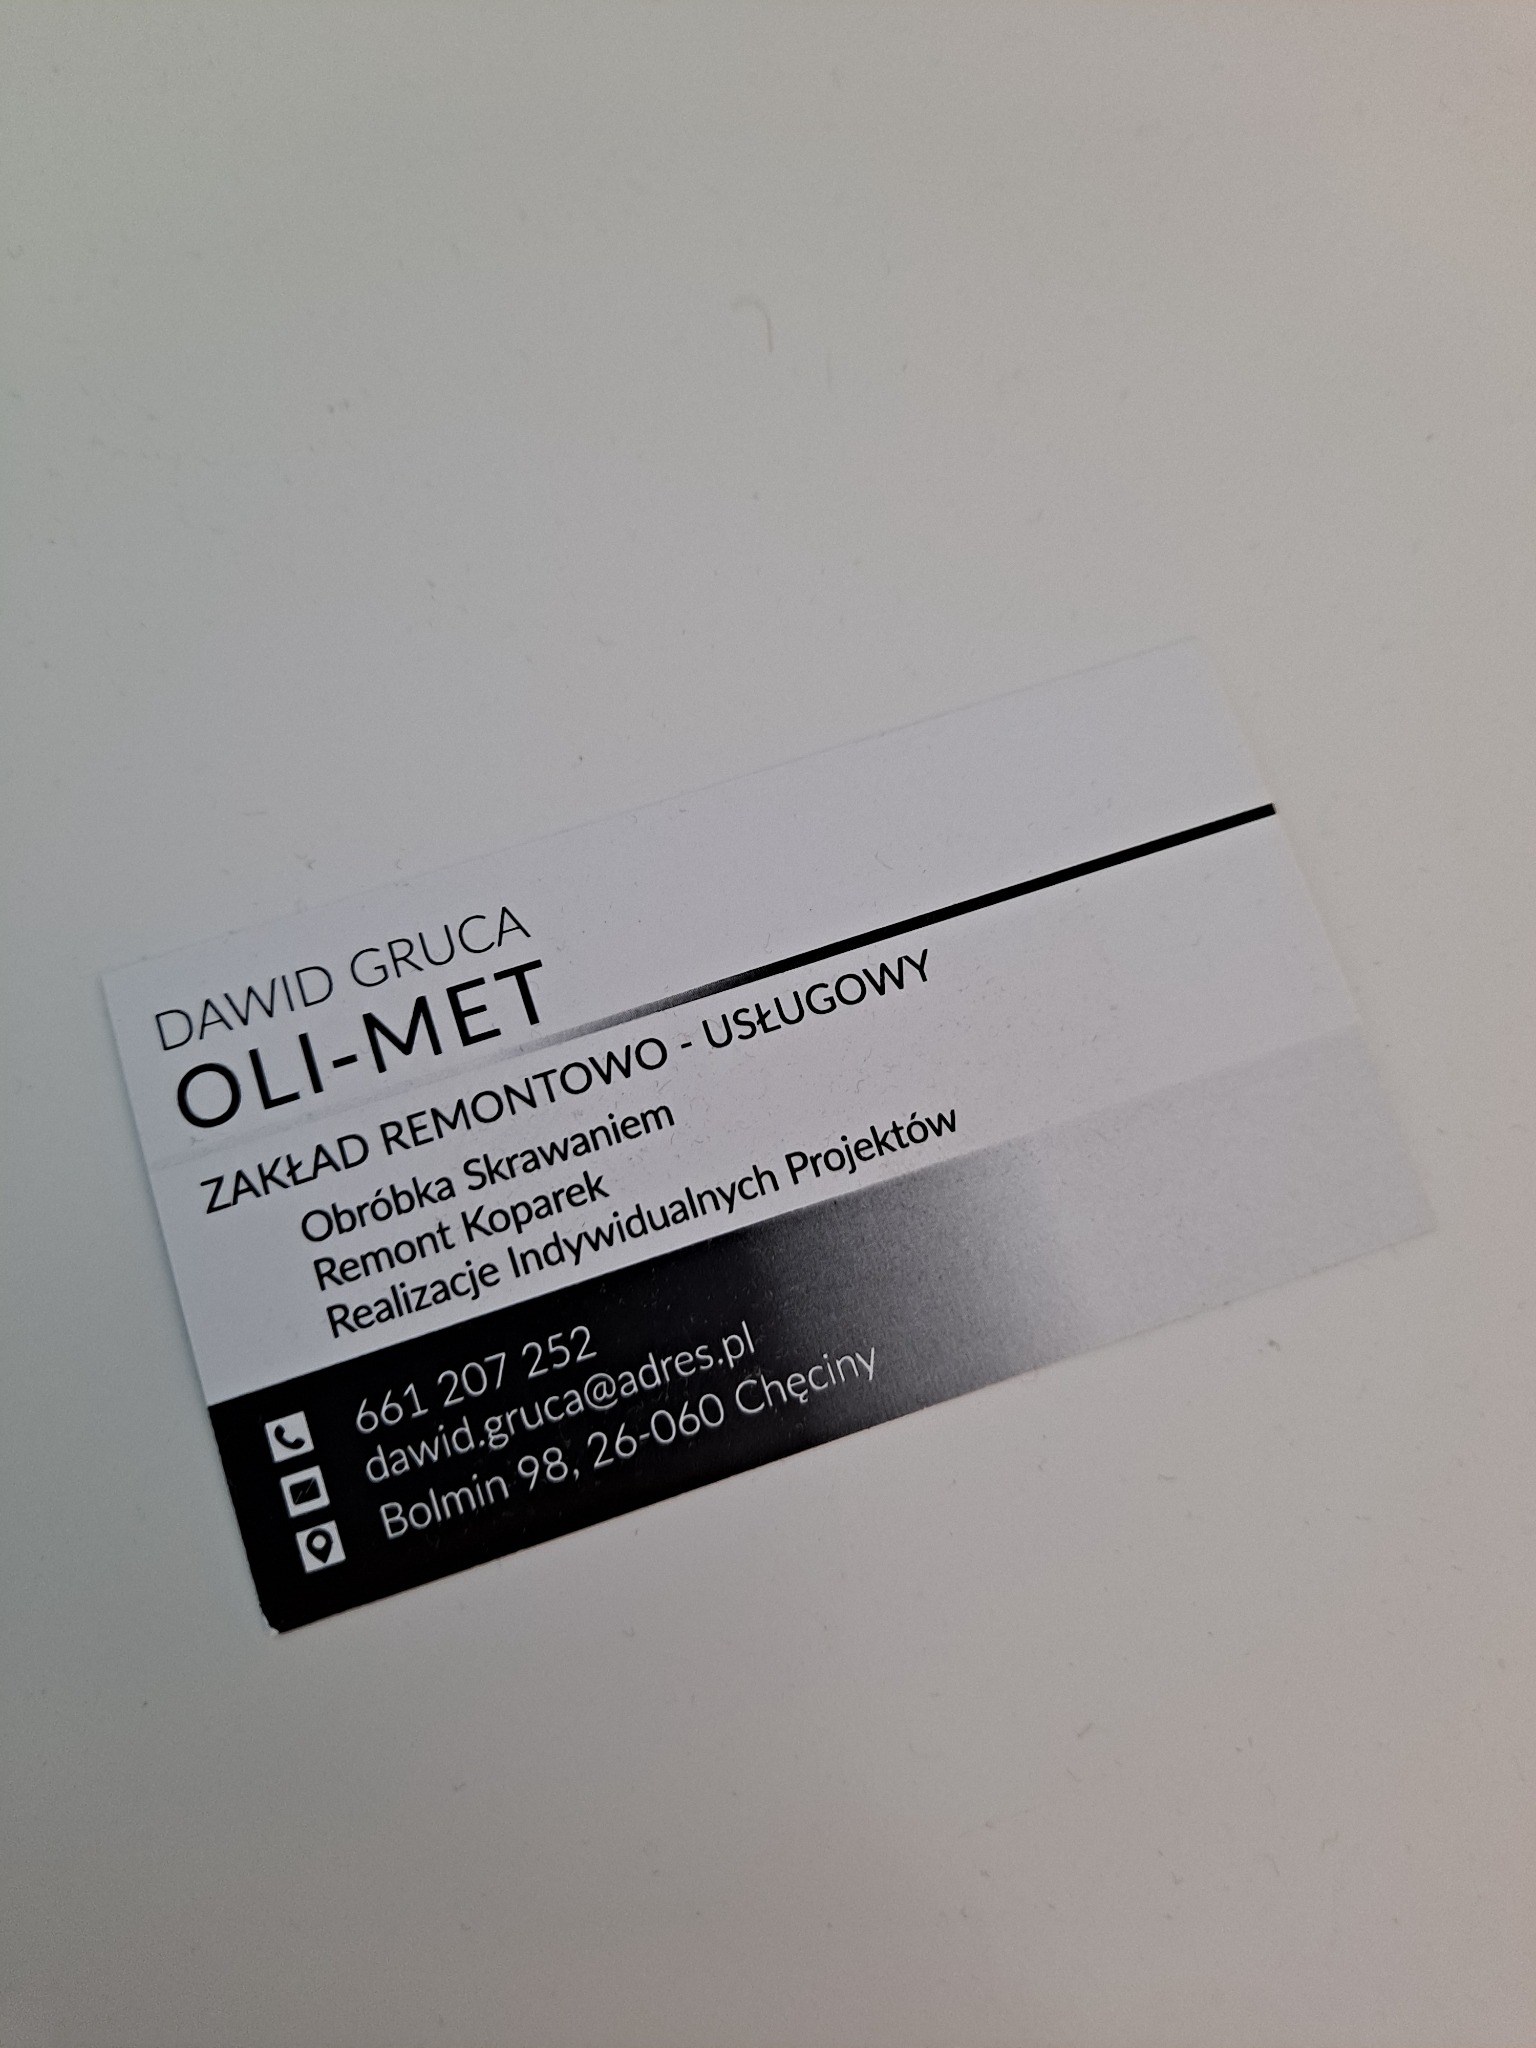 DAWID GRUCA
OLI-MET
ZAKŁAD REMONTOWO - USŁUGOWY
Obróbka Skrawaniem
Remont Koparek
Realizacje Indywidualnych Projektów
661 207 252
dawid.gruca@adres.pl
Bolmin 98, 26-060 Chęciny